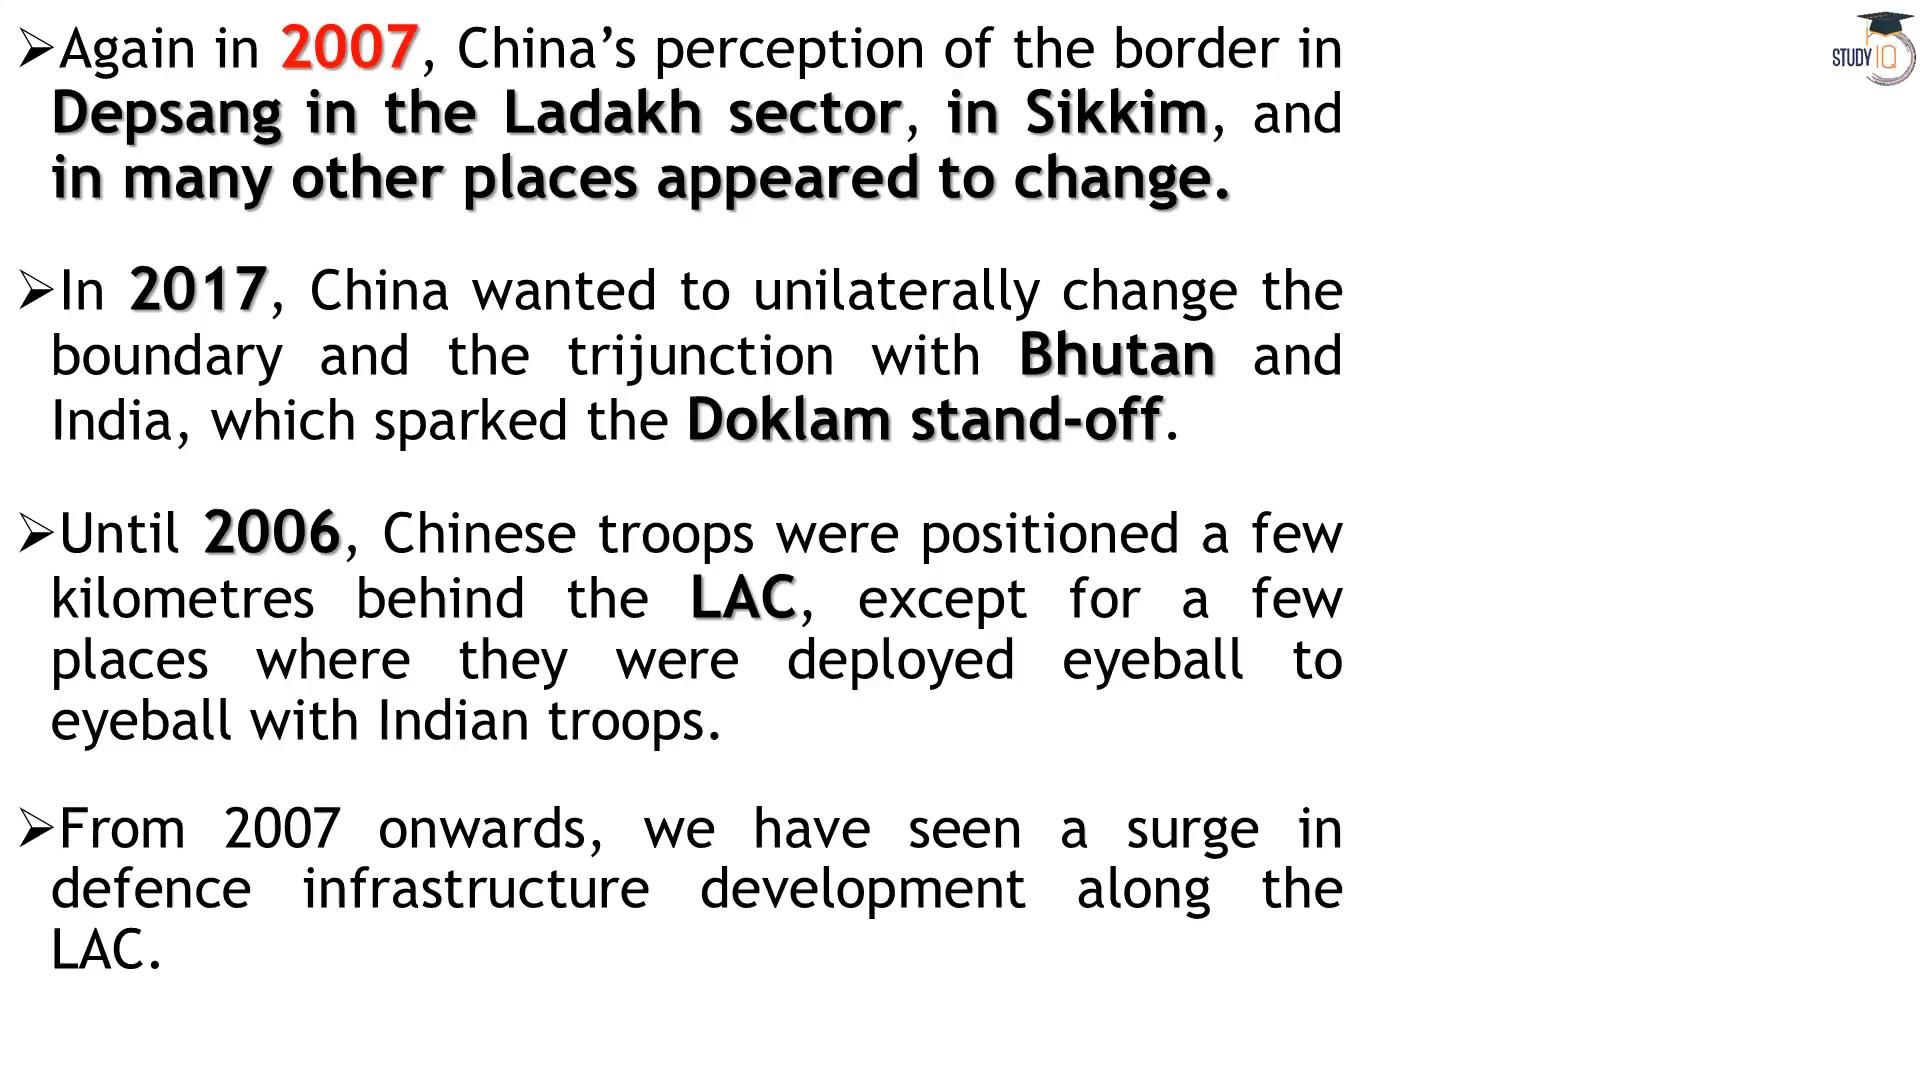 ➢Again in 2007, China’s perception of the border in
Depsang in the Ladakh sector, in Sikkim, and
in many other places appeared to change.
➢In 2017, China wanted to unilaterally change the
boundary and the trijunction with Bhutan and
India, which sparked the Doklam stand-off.
➢Until 2006, Chinese troops were positioned a few
kilometres behind the LAC, except for a few
places where they were deployed eyeball to
eyeball with Indian troops.
➢From 2007 onwards, we have seen a surge in
defence infrastructure development along the
LAC.
STUDY IQ